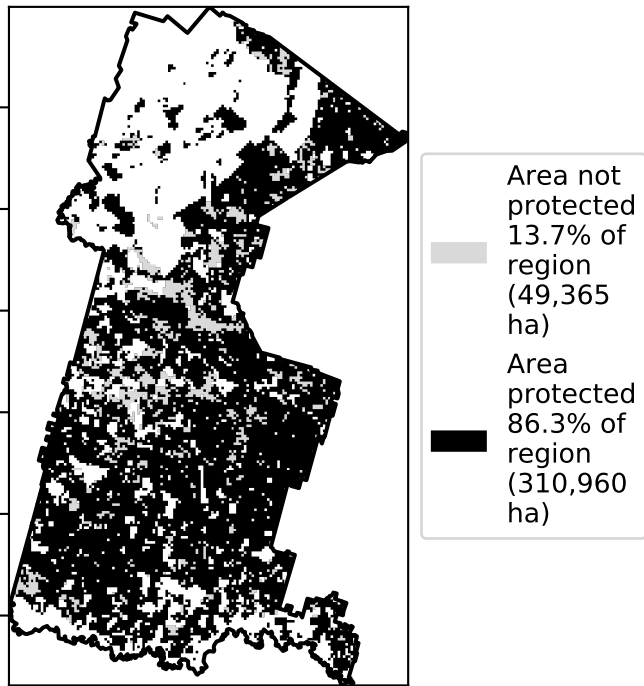 Area not
protected
13.7% of
region
(49,365
ha)
Area
protected
86.3% of
region
(310,960
ha)